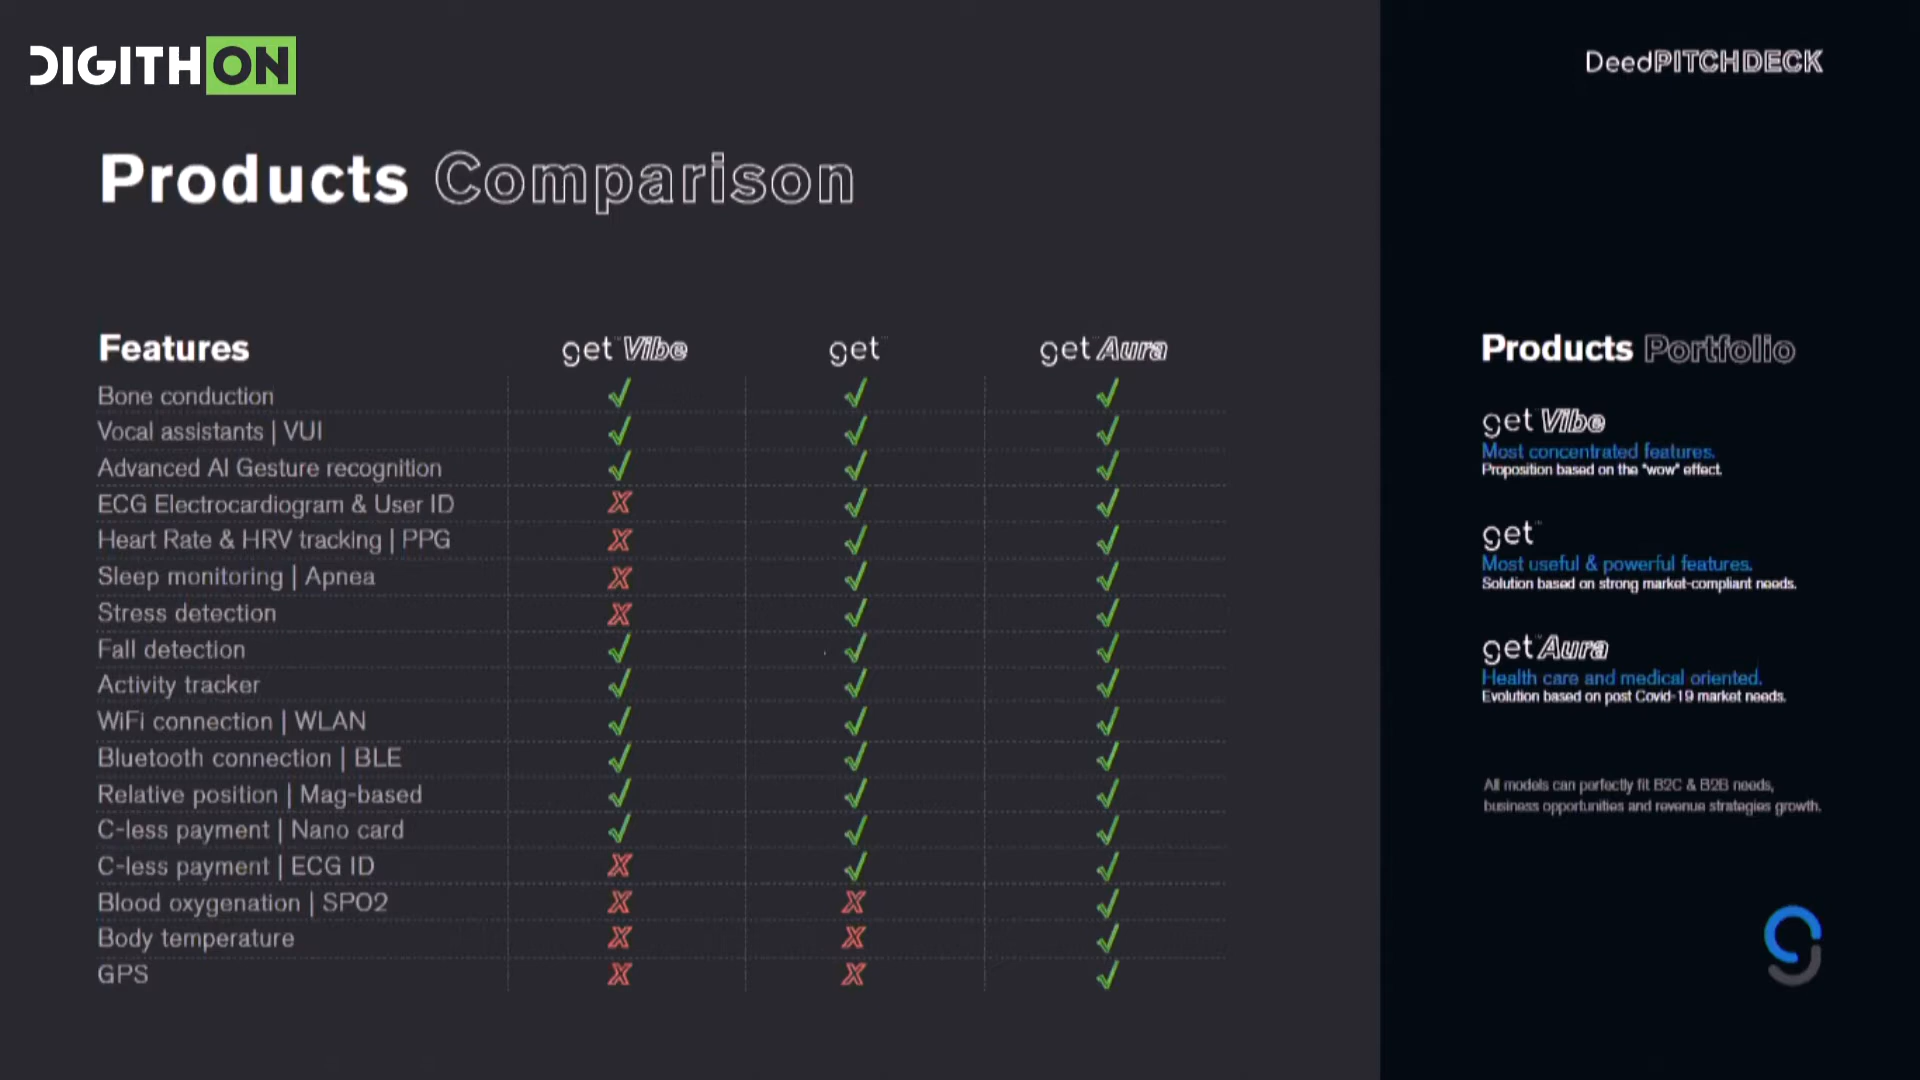 DIGITHON
DeedPITCHDECK
Products Comparison
Features get Vibe get get Aura
Bone conduction ✓ ✓ ✓
Vocal assistants | VUI ✓ ✓ ✓
Advanced AI Gesture recognition ✓ ✓ ✓
ECG Electrocardiogram & User ID X ✓ ✓
Heart Rate & HRV tracking | PPG X ✓ ✓
Sleep monitoring | Apnea X ✓ ✓
Stress detection X ✓ ✓
Fall detection ✓ ✓ ✓
Activity tracker ✓ ✓ ✓
WiFi connection | WLAN ✓ ✓ ✓
Bluetooth connection | BLE ✓ ✓ ✓
Relative position | Mag-based ✓ ✓ ✓
C-less payment | Nano card ✓ ✓ ✓
C-less payment | ECG ID X ✓ ✓
Blood oxygenation | SPO2 X X ✓
Body temperature X X ✓
GPS X X ✓
Products Portfolio
get Vibe
Most concentrated features.
Proposition based on the "wow" effect.
get
Most useful & powerful features.
Solution based on strong market-compliant needs.
get Aura
Health care and medical oriented.
Evolution based on post Covid-19 market needs.
All models can perfectly fit B2C & B2B needs,
business opportunities and revenue strategies growth.